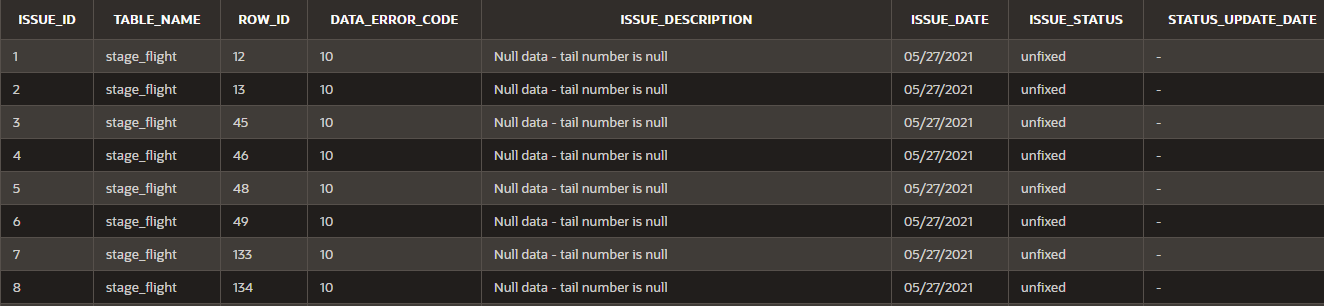 ISSUE_ID TABLE_NAME ROW_ID DATA_ERROR_CODE ISSUE_DESCRIPTION ISSUE_DATE ISSUE_STATUS STATUS_UPDATE_DATE
1 stage_flight 12 10 Null data - tail number is null 05/27/2021 unfixed -
2 stage_flight 13 10 Null data - tail number is null 05/27/2021 unfixed -
3 stage_flight 45 10 Null data - tail number is null 05/27/2021 unfixed -
4 stage_flight 46 10 Null data - tail number is null 05/27/2021 unfixed -
5 stage_flight 48 10 Null data - tail number is null 05/27/2021 unfixed -
6 stage_flight 49 10 Null data - tail number is null 05/27/2021 unfixed -
7 stage_flight 133 10 Null data - tail number is null 05/27/2021 unfixed -
8 stage_flight 134 10 Null data - tail number is null 05/27/2021 unfixed -